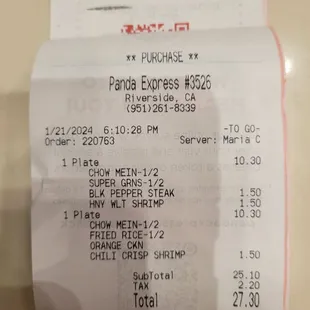 ** PURCHASE **
Panda Express #3526
Riverside, CA
(951)261-8339
1/21/2024 6:10:28 PM -TO GO-
Order: 220763 Server: Maria C
1 Plate 10.30
CHOW MEIN-1/2
SUPER GRNS-1/2
BLK PEPPER STEAK 1.50
HNY WLT SHRIMP 1.50
1 Plate 10.30
CHOW MEIN-1/2
FRIED RICE-1/2
ORANGE CKN
CHILI CRISP SHRIMP 1.50
SubTotal 25.10
TAX 2.20
Total 27.30